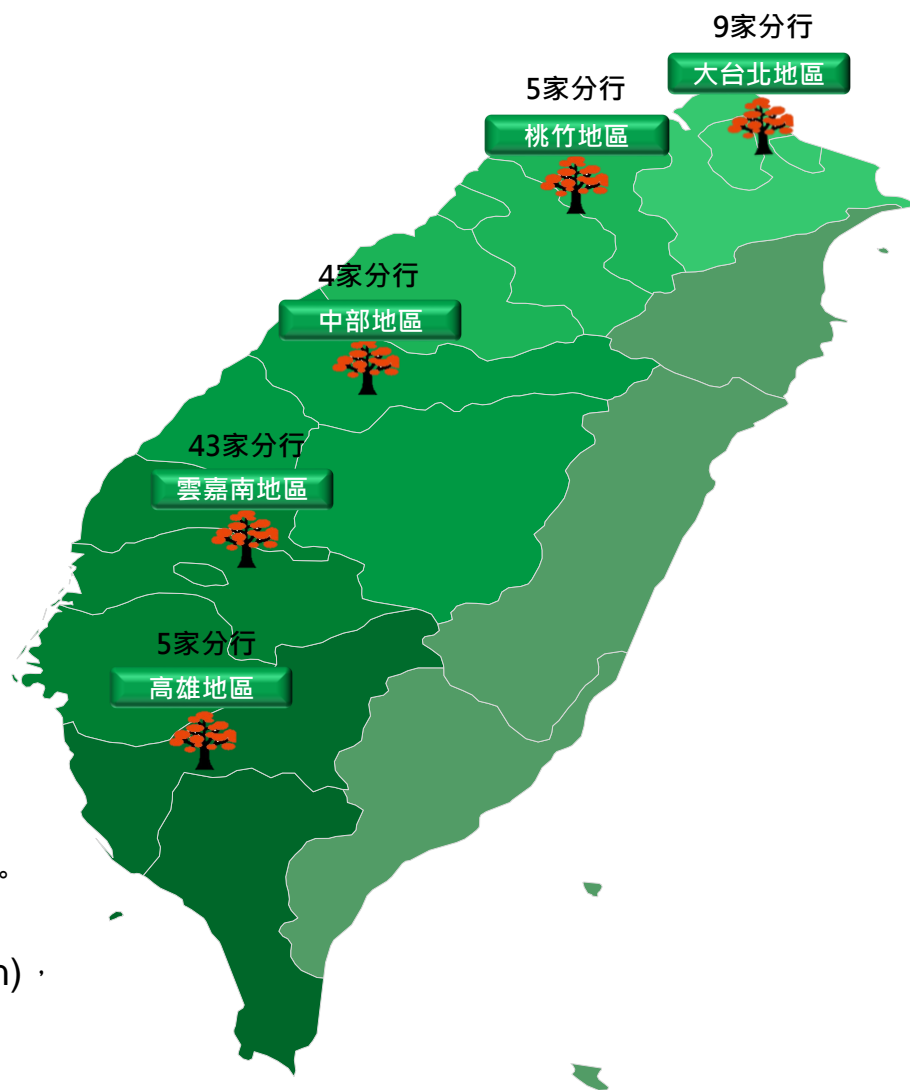 9家分行
大台北地區
5家分行
桃竹地區
4家分行
中部地區
43家分行
雲嘉南地區
5家分行
高雄地區
。
n)，